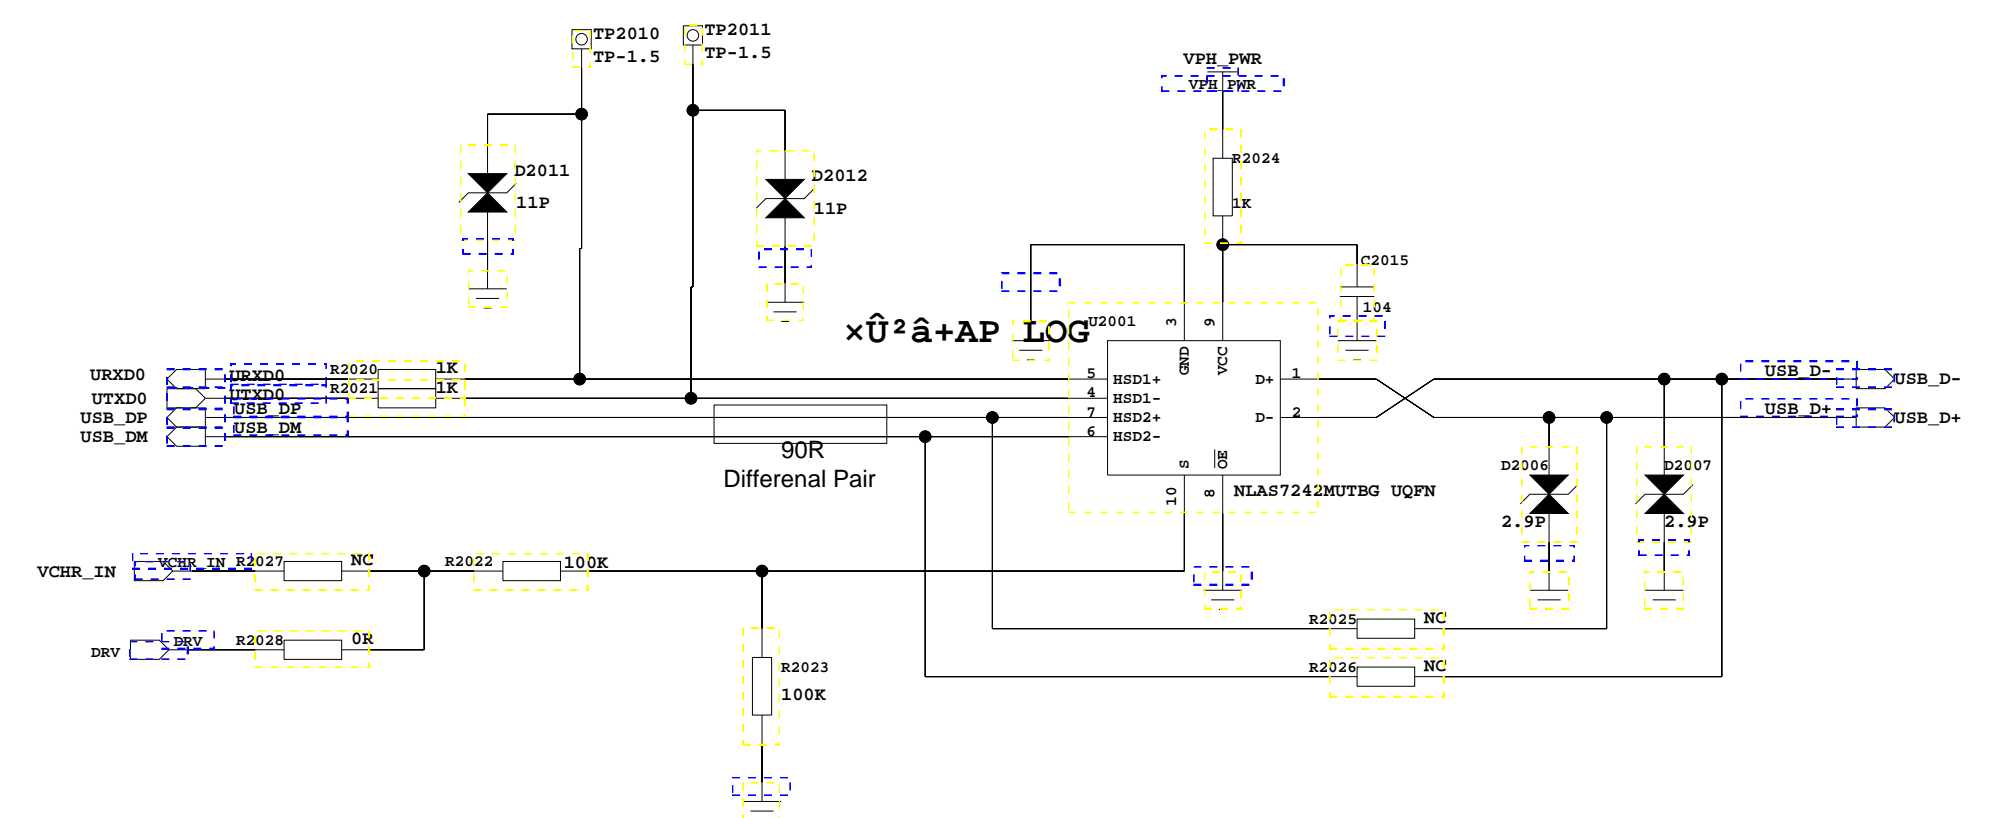 TP2010
TP-1.5
TP2011
TP-1.5
VPH_PWR
VPH_PWR
R2024
1K
D2011
11P
D2012
11P
C2015
104
×Û²â+AP LOG
U2001
3
9
GND
VCC
URXD0
URXD0
R2020
1K
5
HSD1+
D+
1
USB_D-
USB_D-
UTXD0
UTXD0
R2021
1K
4
HSD1-
USB_DP
USB_DP
7
HSD2+
D-
2
USB_D+
USB_D+
USB_DM
USB_DM
6
HSD2-
90R
Differenal Pair
S
OE
10
8
NLAS7242MUTBG UQFN
D2006
2.9P
D2007
2.9P
VCHR_IN
VCHR_IN
R2027
NC
R2022
100K
DRV
DRV
R2028
0R
R2023
100K
R2025
NC
R2026
NC